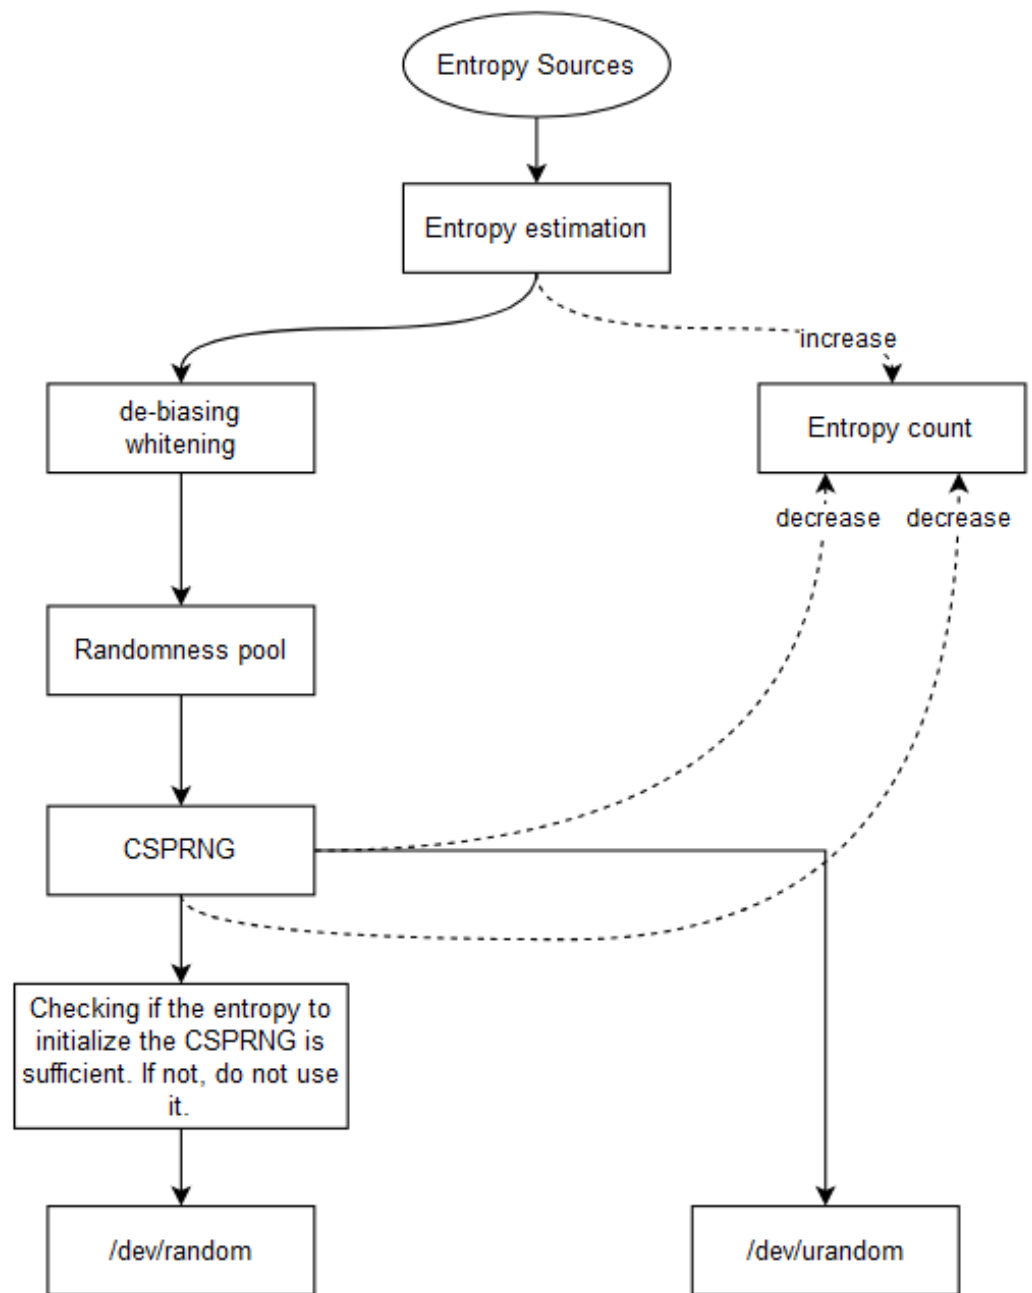 Entropy Sources
Entropy estimation
increase
de-biasing
whitening
Entropy count
decrease
decrease
Randomness pool
CSPRNG
Checking if the entropy to
initialize the CSPRNG is
sufficient. If not, do not use
it.
/dev/random
/dev/urandom